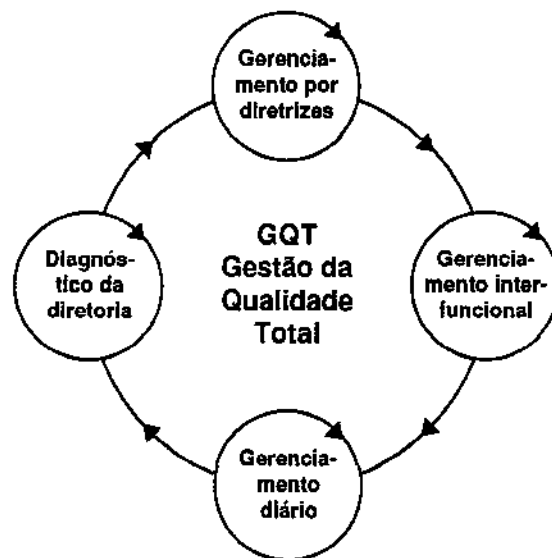 Gerencia-
mento por
diretrizes
Diagnós-
tico da
diretoria
GQT
Gestão da
Qualidade
Total
Gerencia-
mento inter-
funcional
Gerencia-
mento
diário